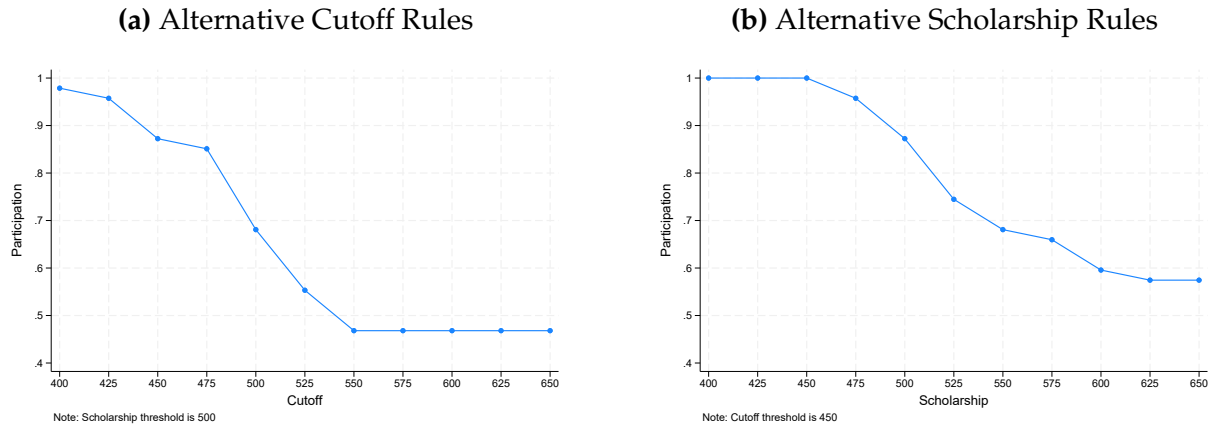 (a) Alternative Cutoff Rules
1
.9
.8
.7
.6
.5
.4
Participation
400 425 450 475 500 525 550 575 600 625 650
Cutoff
Note: Scholarship threshold is 500
(b) Alternative Scholarship Rules
1
.9
.8
.7
.6
.5
.4
Participation
400 425 450 475 500 525 550 575 600 625 650
Scholarship
Note: Cutoff threshold is 450